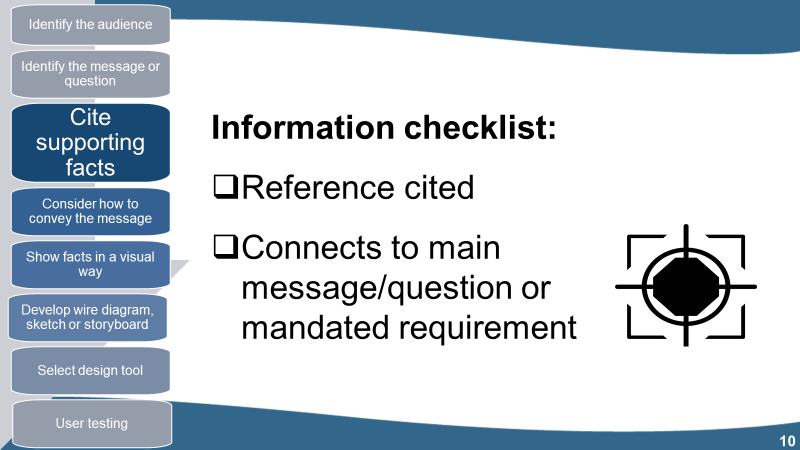 Identify the audience
Identify the message or
question
Cite
supporting
facts
Consider how to
convey the message
Show facts in a visual
way
Develop wire diagram,
sketch or storyboard
Select design tool
User testing
Information checklist:
❑Reference cited
❑Connects to main
message/question or
mandated requirement
10